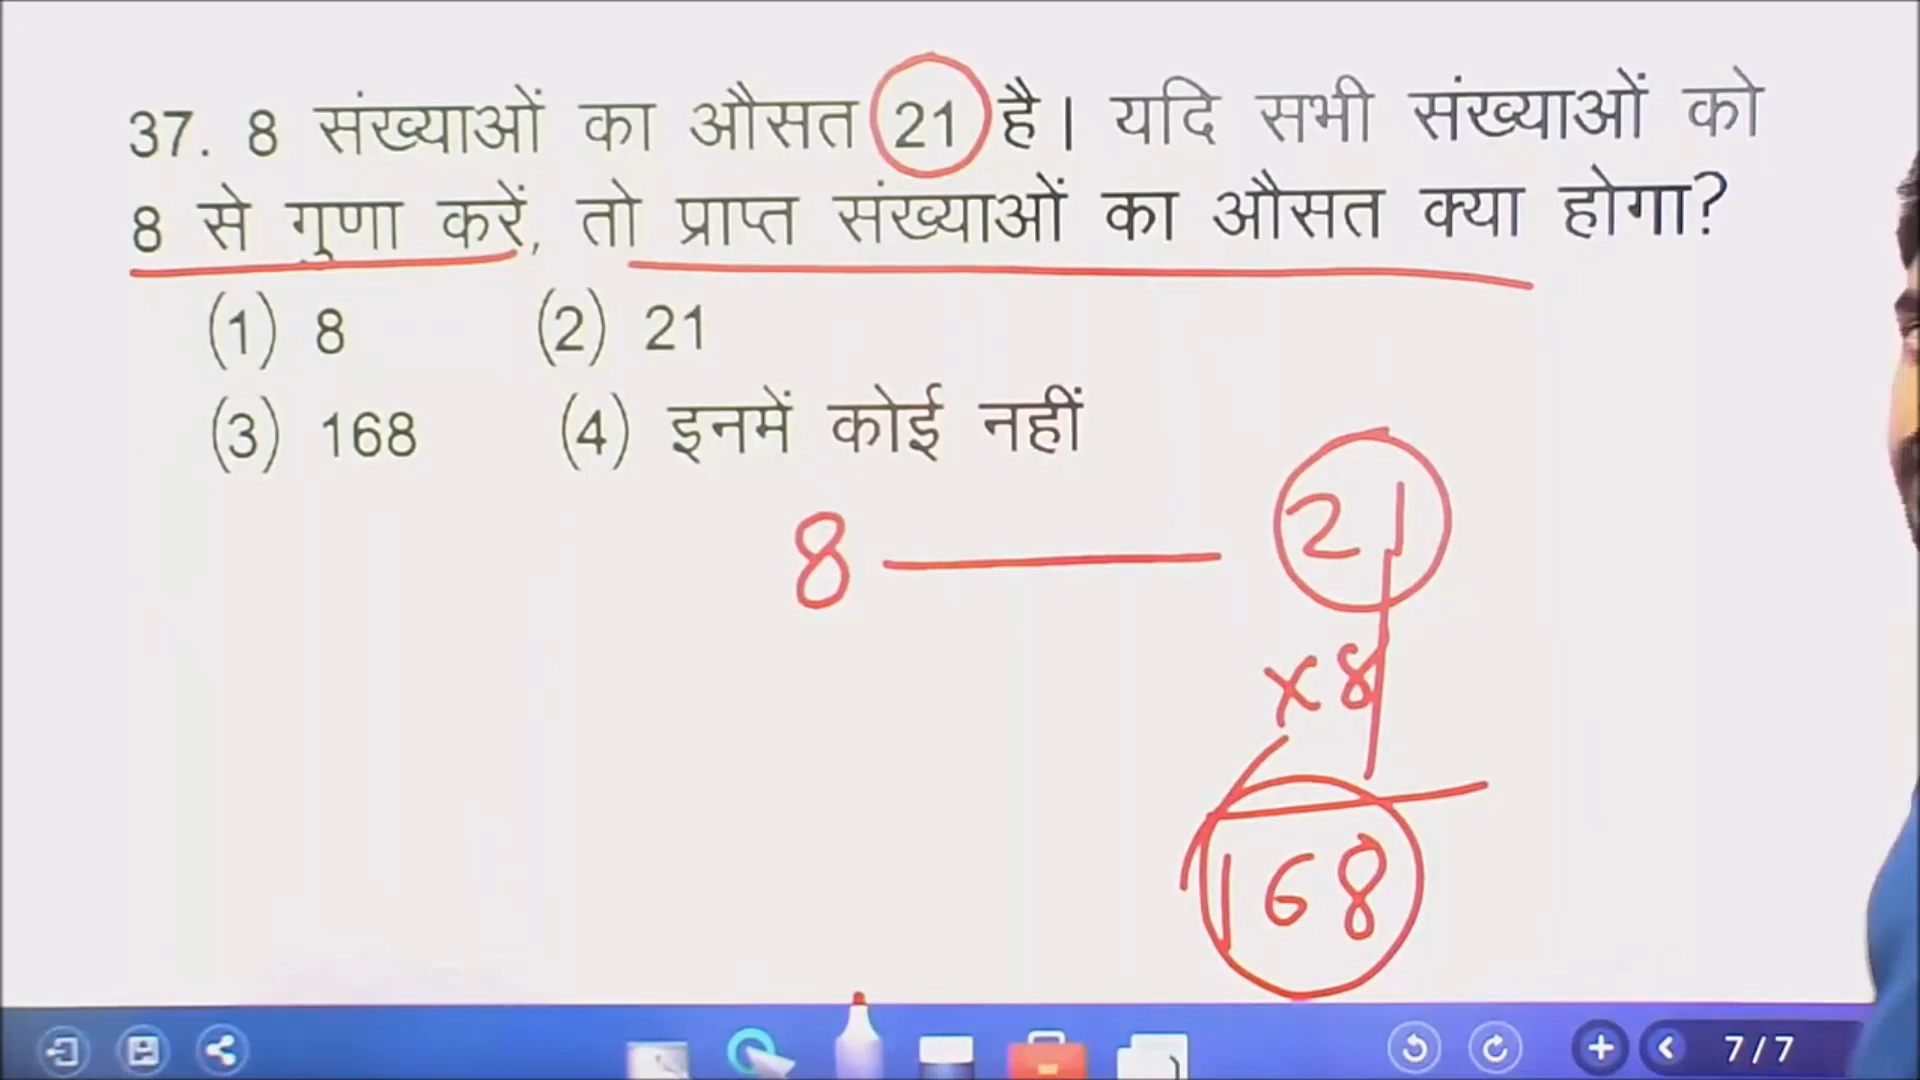 37. 8 संख्याओं का औसत 21 है। यदि सभी संख्याओं को
8 से गुणा करें, तो प्राप्त संख्याओं का औसत क्या होगा?
(1) 8 (2) 21
(3) 168 (4) इनमें कोई नहीं
8 — 21
×8
168
7/7